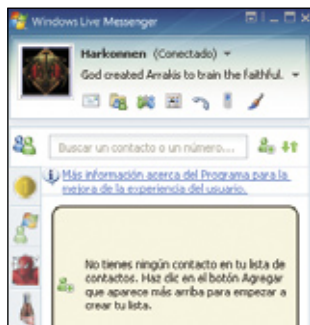 Windows Live Messenger
Harkonnen (Conectado)
God created Arrakis to train the faithful.
Buscar un contacto o un número...
Más información acerca del Programa para la
mejora de la experiencia del usuario.
No tienes ningún contacto en tu lista de
contactos. Haz clic en el botón Agregar
que aparece más arriba para empezar a
crear tu lista.